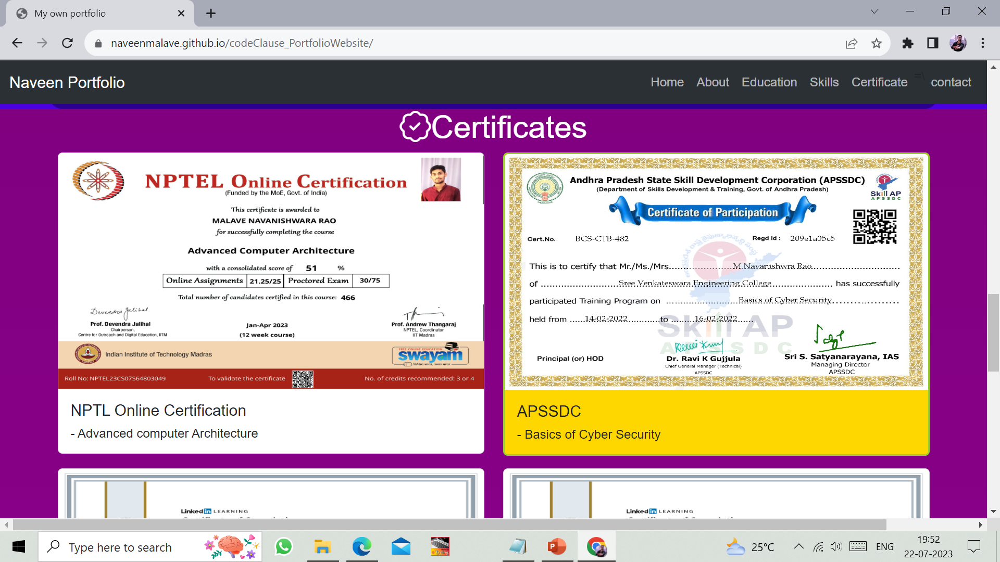 My own portfolio
naveenmalave.github.io/codeClause_PortfolioWebsite/
Naveen Portfolio
Home About Education Skills Certificate contact
Certificates
NPTEL Online Certification
(Funded by the MoE, Govt. of India)
This certificate is awarded to
MALAVE NAVANISHWARA RAO
for successfully completing the course
Advanced Computer Architecture
with a consolidated score of 51 %
Online Assignments 21.25/25 Proctored Exam 30/75
Total number of candidates certified in this course: 466
Devendra Jalihal
Prof. Devendra Jalihal
Chairperson,
Centre for Outreach and Digital Education, IITM
Jan-Apr 2023
(12 week course)
Prof. Andrew Thangaraj
NPTEL, Coordinator
IIT Madras
Indian Institute of Technology Madras
FREE ONLINE EDUCATION
swayam
शिक्षित भारत, उन्नत भारत
Roll No: NPTEL23CS07S64803049 To validate the certificate No. of credits recommended: 3 or 4
NPTL Online Certification
- Advanced computer Architecture
Andhra Pradesh State Skill Development Corporation (APSSDC)
(Department of Skills Development & Training, Govt. of Andhra Pradesh)
Skill AP
APSSDC
Certificate of Participation
Cert.No. BCS-CTB-482 Regd Id : 209e1a05c5
This is to certify that Mr./Ms./Mrs. M Navanishwra Rao
of Sree Venkateswara Engineering College has successfully
participated Training Program on Basics of Cyber Security
held from 14-02-2022 to 16-02-2022
Skill AP
APSSDC
Principal (or) HOD
Dr. Ravi K Gujjula
Chief General Manager (Technical)
APSSDC
Sri S. Satyanarayana, IAS
Managing Director
APSSDC
APSSDC
- Basics of Cyber Security
Linked in LEARNING
Linked in LEARNING
Type here to search
25°C
ENG
19:52
22-07-2023